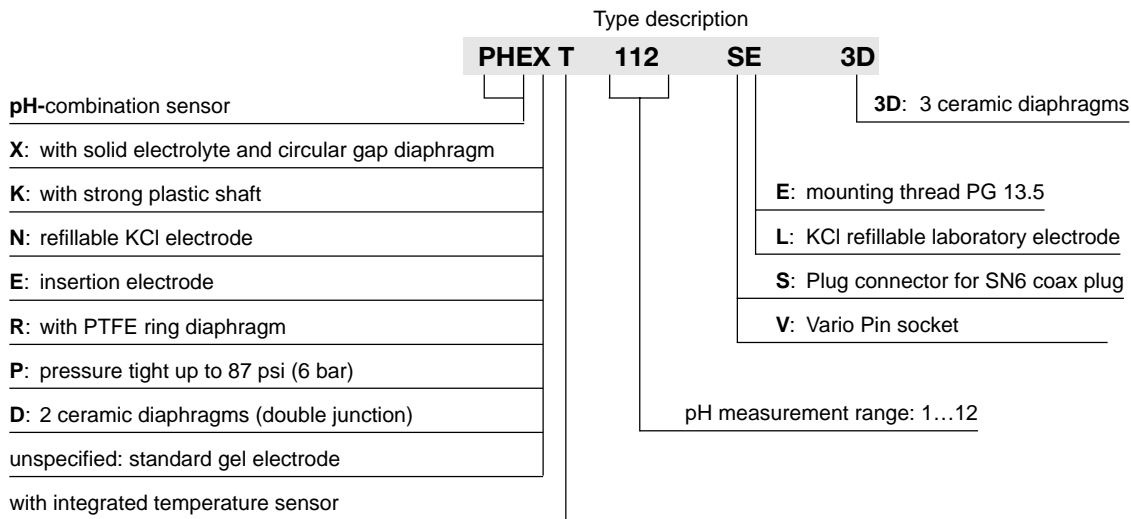 Type description
PHEX T 112 SE 3D
pH-combination sensor
X: with solid electrolyte and circular gap diaphragm
K: with strong plastic shaft
N: refillable KCl electrode
E: insertion electrode
R: with PTFE ring diaphragm
P: pressure tight up to 87 psi (6 bar)
D: 2 ceramic diaphragms (double junction)
unspecified: standard gel electrode
with integrated temperature sensor
3D: 3 ceramic diaphragms
E: mounting thread PG 13.5
L: KCl refillable laboratory electrode
S: Plug connector for SN6 coax plug
V: Vario Pin socket
pH measurement range: 1…12